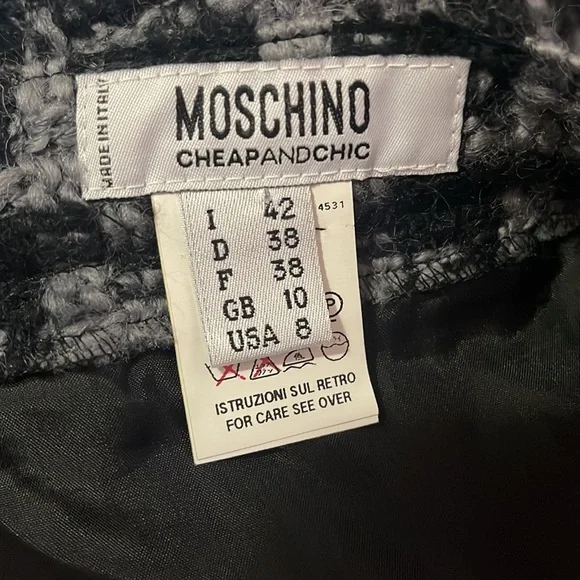 MADE IN ITALY
MOSCHINO
CHEAPANDCHIC
4531
I 42
D 38
F 38
GB 10
USA 8
P
ISTRUZIONI SUL RETRO
FOR CARE SEE OVER